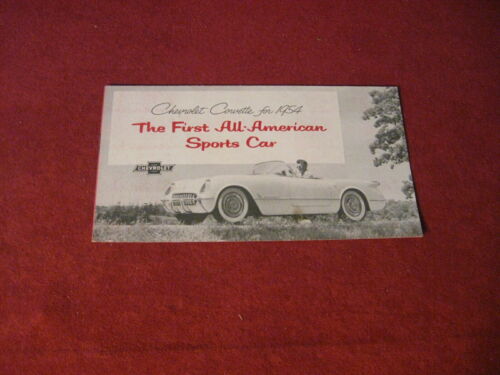 Chevrolet Corvette for 1954
The First All-American
Sports Car
CHEVROLET